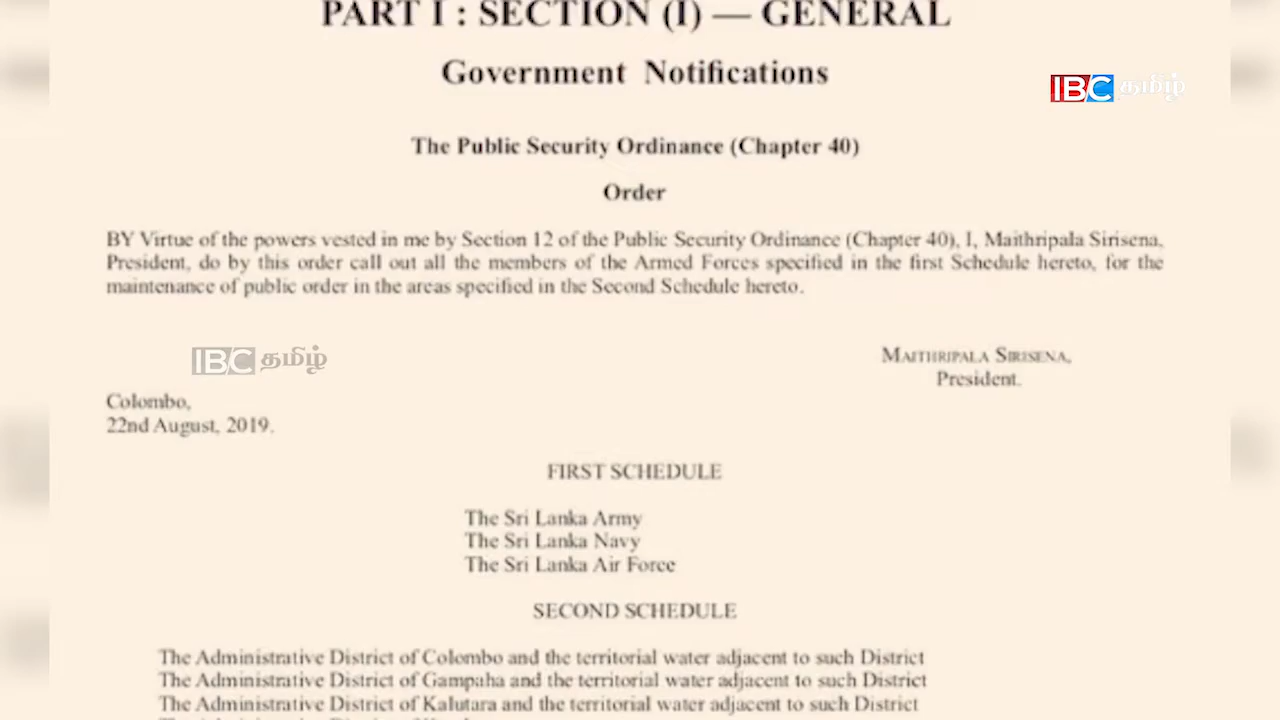 PART I : SECTION (I) — GENERAL
Government Notifications
IBC தமிழ்
The Public Security Ordinance (Chapter 40)
Order
BY Virtue of the powers vested in me by Section 12 of the Public Security Ordinance (Chapter 40), I, Maithripala Sirisena,
President, do by this order call out all the members of the Armed Forces specified in the first Schedule hereto, for the
maintenance of public order in the areas specified in the Second Schedule hereto.
IBC தமிழ்
MAITHRIPALA SIRISENA,
President.
Colombo,
22nd August, 2019.
FIRST SCHEDULE
The Sri Lanka Army
The Sri Lanka Navy
The Sri Lanka Air Force
SECOND SCHEDULE
The Administrative District of Colombo and the territorial water adjacent to such District
The Administrative District of Gampaha and the territorial water adjacent to such District
The Administrative District of Kalutara and the territorial water adjacent to such District